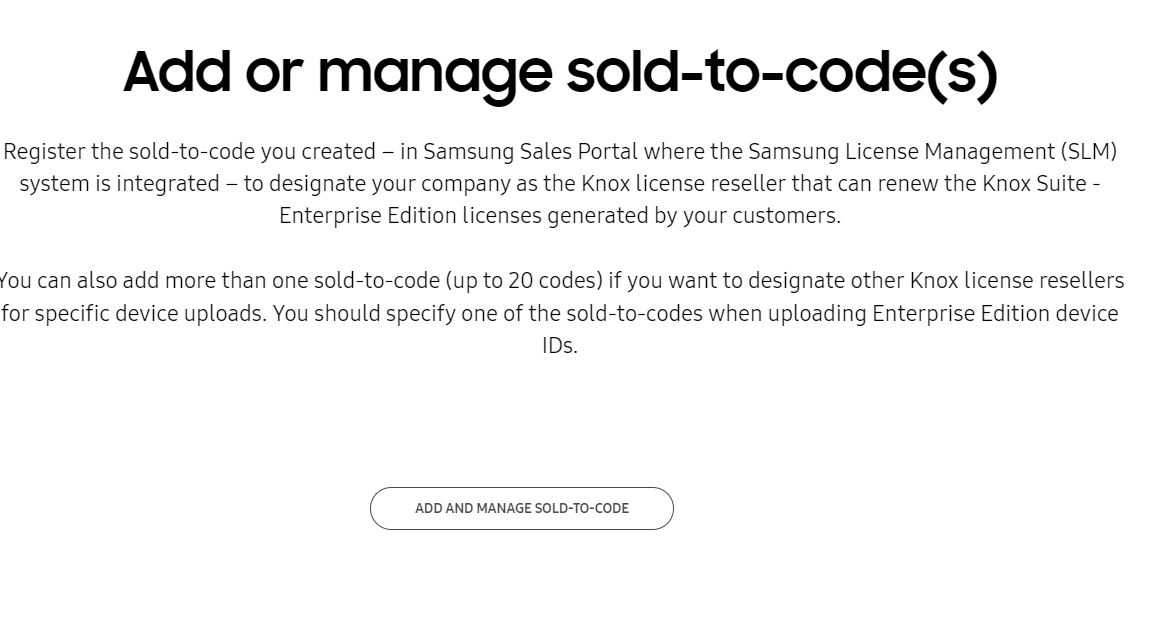 Add or manage sold-to-code(s)
Register the sold-to-code you created – in Samsung Sales Portal where the Samsung License Management (SLM)
system is integrated – to designate your company as the Knox license reseller that can renew the Knox Suite -
Enterprise Edition licenses generated by your customers.
You can also add more than one sold-to-code (up to 20 codes) if you want to designate other Knox license resellers
for specific device uploads. You should specify one of the sold-to-codes when uploading Enterprise Edition device
IDs.
ADD AND MANAGE SOLD-TO-CODE